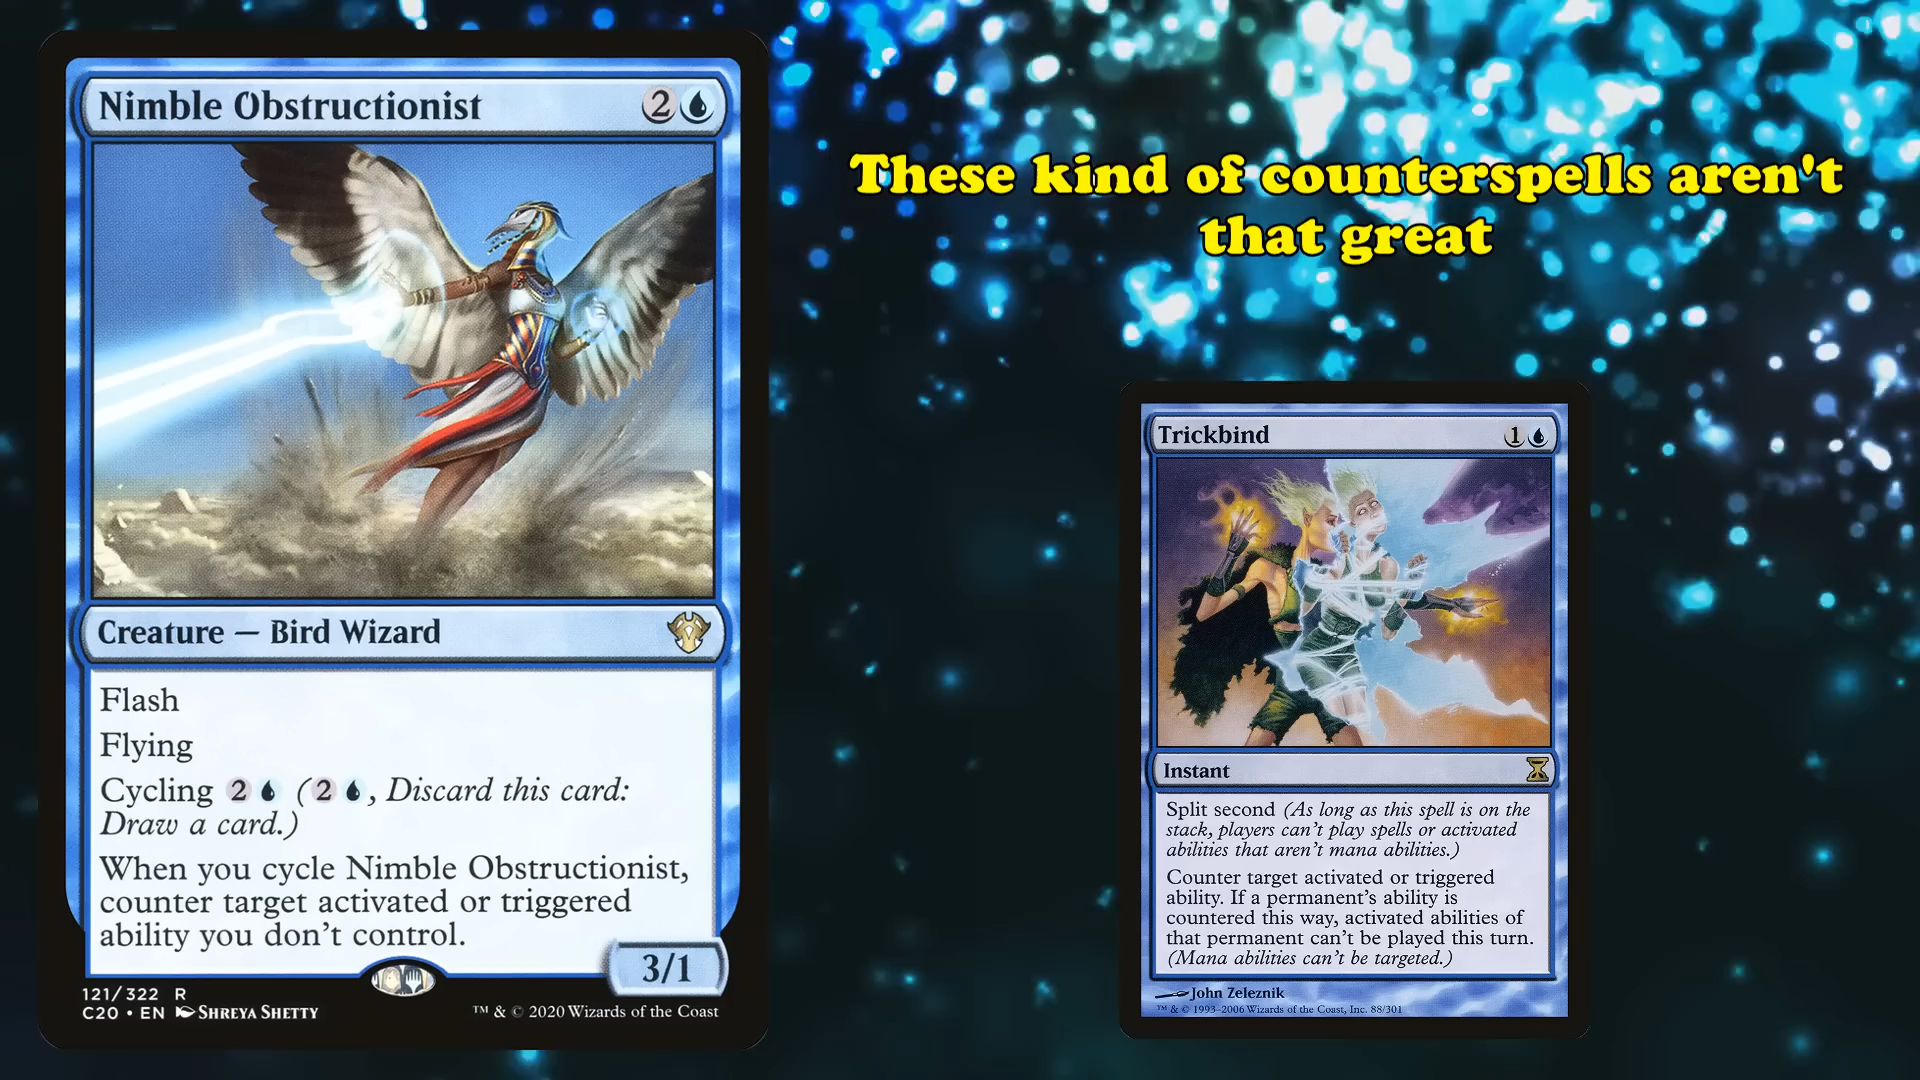 Nimble Obstructionist 2
These kind of counterspells aren't
that great
Creature — Bird Wizard
Flash
Flying
Cycling 2 (2, Discard this card:
Draw a card.)
When you cycle Nimble Obstructionist,
counter target activated or triggered
ability you don't control.
3/1
121/322 R
C20 • EN SHREYA SHETTY
™ & © 2020 Wizards of the Coast
Trickbind 1
Instant
Split second (As long as this spell is on the
stack, players can't play spells or activated
abilities that aren't mana abilities.)
Counter target activated or triggered
ability. If a permanent's ability is
countered this way, activated abilities of
that permanent can't be played this turn.
(Mana abilities can't be targeted.)
John Zeleznik
™ & © 1993–2006 Wizards of the Coast, Inc. 88/301